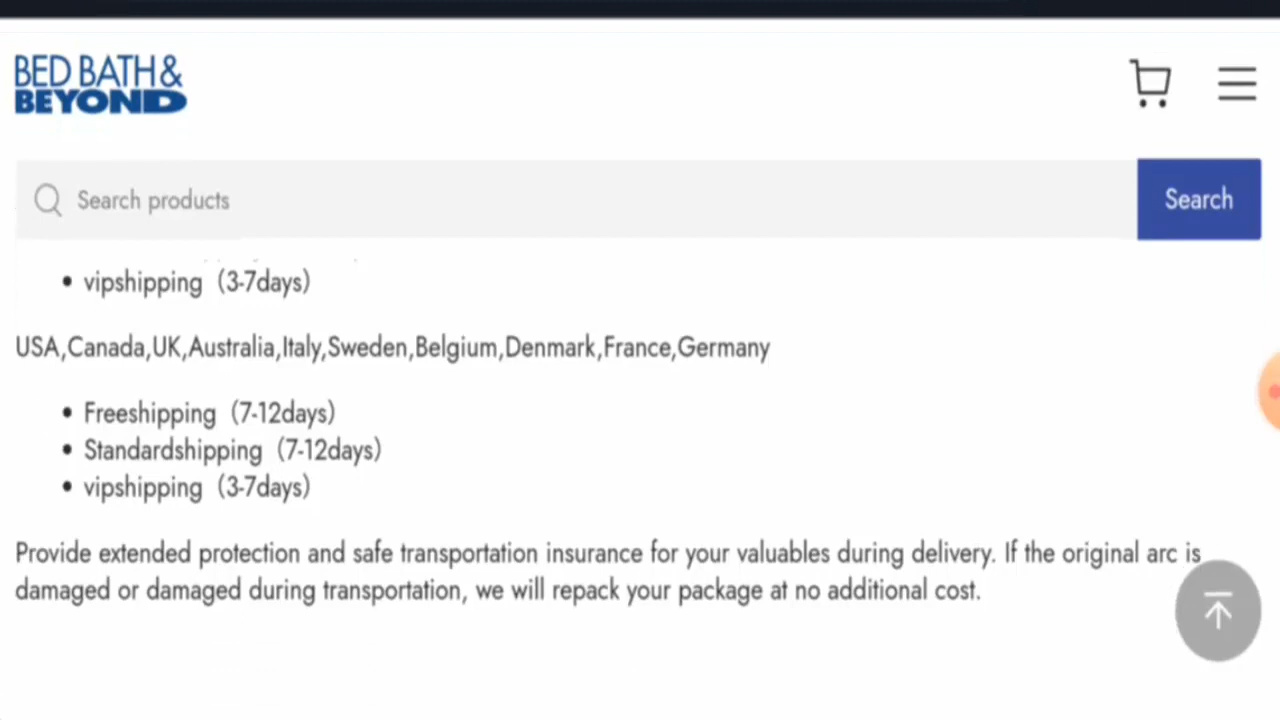 BED BATH &
BEYOND
Search products
Search
vipshipping (3-7days)
USA,Canada,UK,Australia,Italy,Sweden,Belgium,Denmark,France,Germany
Freeshipping (7-12days)
Standardshipping (7-12days)
vipshipping (3-7days)
Provide extended protection and safe transportation insurance for your valuables during delivery. If the original arc is
damaged or damaged during transportation, we will repack your package at no additional cost.